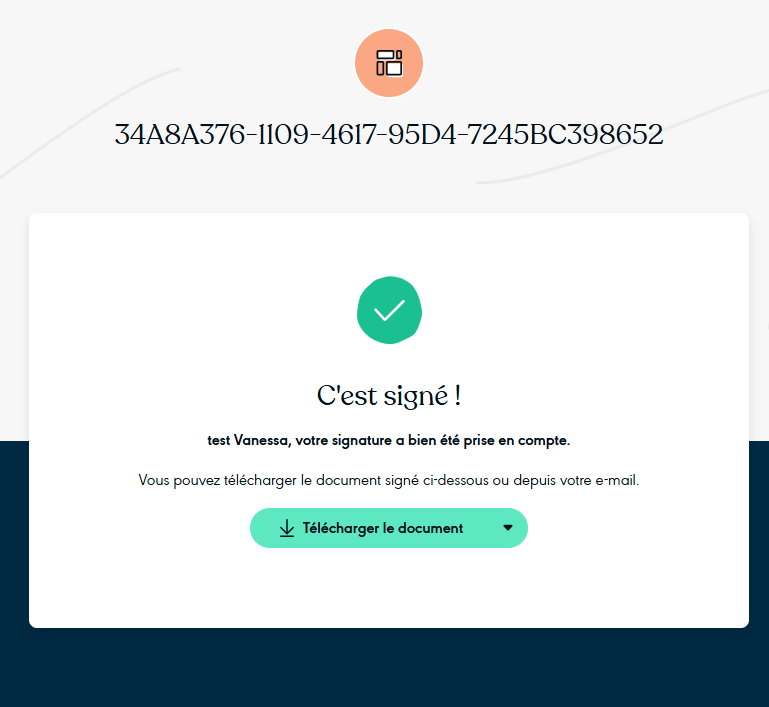 34A8A376-1109-4617-95D4-7245BC398652
C'est signé !
test Vanessa, votre signature a bien été prise en compte.
Vous pouvez télécharger le document signé ci-dessous ou depuis votre e-mail.
Télécharger le document